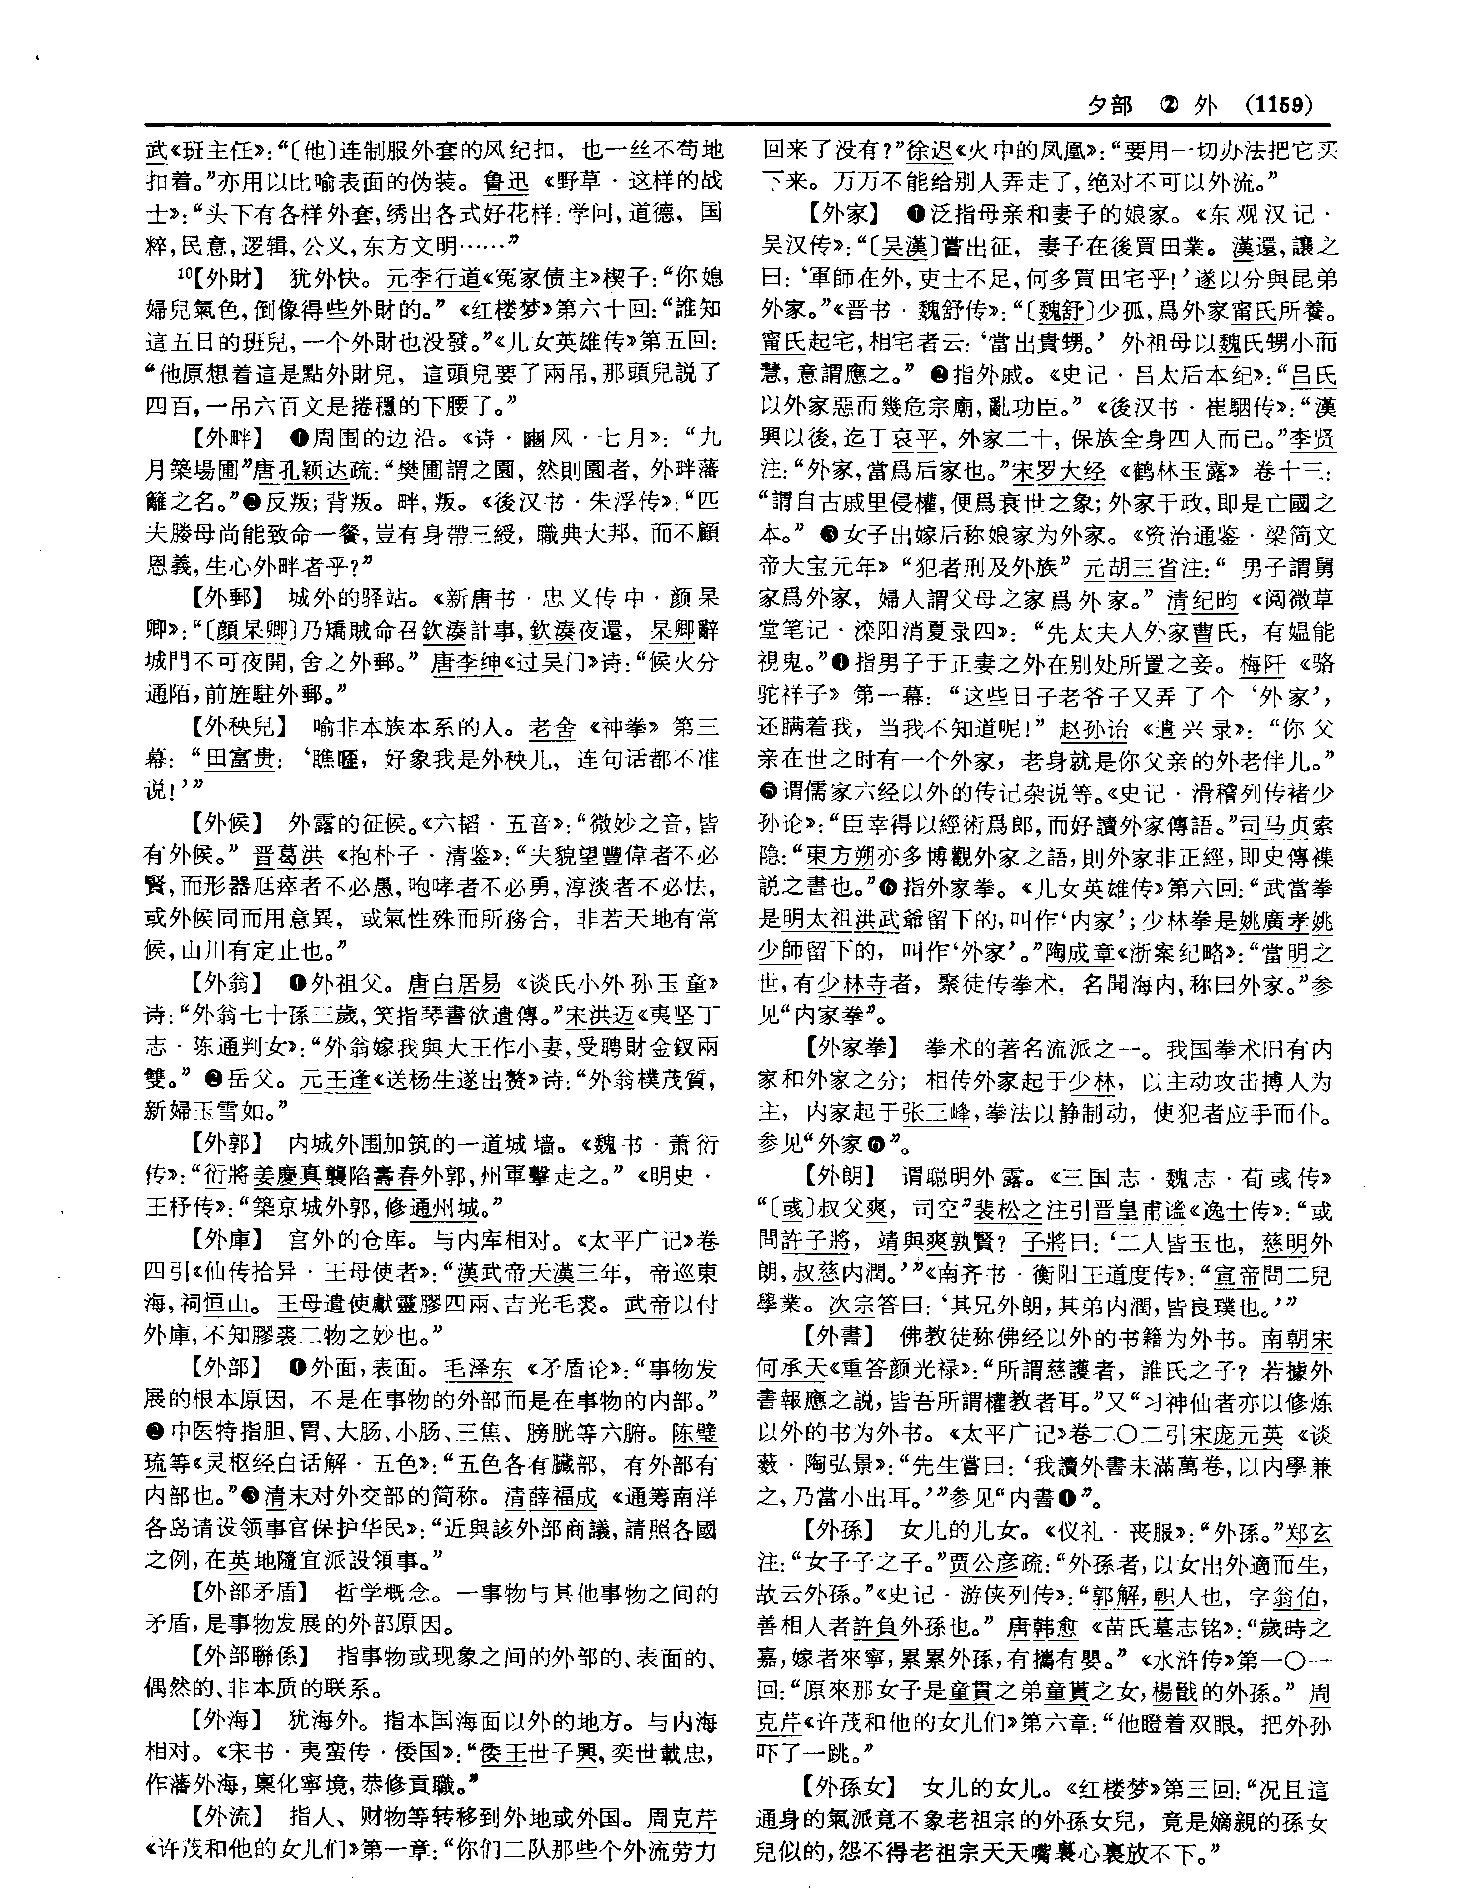 夕部 ② 外 (1159)
武《班主任》:“〔他〕连制服外套的风纪扣，也一丝不苟地
扣着。”亦用以比喻表面的伪装。鲁迅《野草·这样的战
士》:“头下有各样外套,绣出各式好花样: 学问,道德，国
粹,民意,逻辑,公义,东方文明……”
10【外財】 犹外快。元李行道《冤家债主》楔子:“你媳
婦兒氣色,倒像得些外財的。”《红楼梦》第六十回:“誰知
這五日的班兒,一个外財也没發。”《儿女英雄传》第五回:
“他原想着這是點外財兒，這頭兒要了兩吊,那頭兒説了
四百,一吊六百文是捲穩的下腰了。”
【外畔】 ❶周围的边沿。《诗·豳风·七月》:“九
月築場圃”唐孔颖达疏:“樊圃謂之園，然則園者，外畔藩
籬之名。”❷反叛; 背叛。畔,叛。《後汉书·朱浮传》:“匹
夫媵母尚能致命一餐,豈有身帶三綬，職典大邦，而不顧
恩義,生心外畔者乎?”
【外郵】 城外的驿站。《新唐书·忠义传中·颜杲
卿》:“〔顔杲卿〕乃矯賊命召欽湊計事,欽湊夜還，杲卿辭
城門不可夜開,舍之外郵。”唐李绅《过吴门》诗:“候火分
通陌,前旌駐外郵。”
【外秧兒】 喻非本族本系的人。老舍《神拳》第三
幕:“田富贵: ‘瞧喱，好象我是外秧儿，连句话都不准
说!’”
【外候】 外露的征候。《六韬·五音》:“微妙之音,皆
有外候。”晋葛洪《抱朴子·清鉴》:“夫貌望豐偉者不必
賢,而形器尪瘁者不必愚,咆哮者不必勇,淳淡者不必怯,
或外候同而用意異，或氣性殊而所務合，非若天地有常
候,山川有定止也。”
【外翁】 ❶外祖父。唐白居易《谈氏小外孙玉童》
诗:“外翁七十孫三歲,笑指琴書欲遣傳。”宋洪迈《夷坚丁
志·陈通判女》:“外翁嫁我與大王作小妻,受聘財金釵兩
雙。”❷岳父。元王逢《送杨生遂出赘》诗:“外翁樸茂質,
新婦玉雪如。”
【外郭】 内城外围加筑的一道城墙。《魏书·萧衍
传》:“衍將姜慶真襲陷壽春外郭,州軍擊走之。”《明史·
王杼传》:“築京城外郭,修通州城。”
【外庫】 宫外的仓库。与内库相对。《太平广记》卷
四引《仙传拾异·王母使者》:“漢武帝天漢三年，帝巡東
海,祠恒山。王母遣使獻靈膠四兩、吉光毛裘。武帝以付
外庫,不知膠裘二物之妙也。”
【外部】 ❶外面,表面。毛泽东《矛盾论》:“事物发
展的根本原因，不是在事物的外部而是在事物的内部。”
❷中医特指胆、胃、大肠、小肠、三焦、膀胱等六腑。陈璧
琉等《灵枢经白话解·五色》:“五色各有臟部，有外部有
内部也。”❸清末对外交部的简称。清薛福成《通筹南洋
各岛请设领事官保护华民》:“近與該外部商議,請照各國
之例,在英地隨宜派設領事。”
【外部矛盾】 哲学概念。一事物与其他事物之间的
矛盾,是事物发展的外部原因。
【外部聯係】 指事物或现象之间的外部的、表面的、
偶然的、非本质的联系。
【外海】 犹海外。指本国海面以外的地方。与内海
相对。《宋书·夷蛮传·倭国》:“倭王世子興,奕世載忠,
作藩外海,稟化寧境,恭修貢職。”
【外流】 指人、财物等转移到外地或外国。周克芹
《许茂和他的女儿们》第一章:“你们二队那些个外流劳力
回来了没有?”徐迟《火中的凤凰》:“要用一切办法把它买
下来。万万不能给别人弄走了,绝对不可以外流。”
【外家】 ❶泛指母亲和妻子的娘家。《东观汉记·
吴汉传》:“〔吴漢〕嘗出征，妻子在後買田業。漢還,讓之
曰: ‘軍師在外,吏士不足,何多買田宅乎!’遂以分與昆弟
外家。”《晋书·魏舒传》:“〔魏舒〕少孤,爲外家甯氏所養。
甯氏起宅,相宅者云: ‘當出貴甥。’外祖母以魏氏甥小而
慧,意謂應之。”❷指外戚。《史记·吕太后本纪》:“吕氏
以外家惡而幾危宗廟,亂功臣。”《後汉书·崔駰传》:“漢
興以後,迄于哀平，外家二十，保族全身四人而已。”李贤
注:“外家,當爲后家也。”宋罗大经《鹤林玉露》卷十三:
“謂自古戚里侵權,便爲衰世之象; 外家干政,即是亡國之
本。”❸女子出嫁后称娘家为外家。《资治通鉴·梁简文
帝大宝元年》“犯者刑及外族”元胡三省注:“男子謂舅
家爲外家，婦人謂父母之家爲外家。”清纪昀《阅微草
堂笔记·滦阳消夏录四》:“先太夫人外家曹氏，有媪能
視鬼。”❹指男子于正妻之外在别处所置之妾。梅阡《骆
驼祥子》第一幕:“这些日子老爷子又弄了个‘外家’,
还瞒着我，当我不知道呢!”赵孙诒《遣兴录》:“你父
亲在世之时有一个外家，老身就是你父亲的外老伴儿。”
❺谓儒家六经以外的传记杂说等。《史记·滑稽列传褚少
孙论》:“臣幸得以經術爲郎,而好讀外家傳語。”司马贞索
隐:“東方朔亦多博觀外家之語,則外家非正經,即史傳襍
説之書也。”❻指外家拳。《儿女英雄传》第六回:“武當拳
是明太祖洪武爺留下的,叫作‘内家’; 少林拳是姚廣孝姚
少師留下的，叫作‘外家’。”陶成章《浙案纪略》:“當明之
世,有少林寺者，聚徒传拳术，名聞海内,称曰外家。”参
见“内家拳”。
【外家拳】 拳术的著名流派之一。我国拳术旧有内
家和外家之分; 相传外家起于少林，以主动攻击搏人为
主，内家起于张三峰,拳法以静制动，使犯者应手而仆。
参见“外家❻”。
【外朗】 谓聪明外露。《三国志·魏志·荀彧传》
“〔彧〕叔父爽，司空”裴松之注引晋皇甫谧《逸士传》:“或
問許子將，靖與爽孰賢? 子將曰: ‘二人皆玉也，慈明外
朗,叔慈内潤。’”《南齐书·衡阳王道度传》:“宣帝問二兒
學業。次宗答曰: ‘其兄外朗,其弟内潤,皆良璞也。’”
【外書】 佛教徒称佛经以外的书籍为外书。南朝宋
何承天《重答颜光禄》:“所謂慈護者，誰氏之子? 若據外
書報應之説,皆吾所謂權教者耳。”又“习神仙者亦以修炼
以外的书为外书。《太平广记》卷二〇二引宋庞元英《谈
薮·陶弘景》:“先生嘗曰: ‘我讀外書未滿萬卷,以内學兼
之,乃當小出耳。’”参见“内書❶”。
【外孫】 女儿的儿女。《仪礼·丧服》:“外孫。”郑玄
注:“女子子之子。”贾公彦疏:“外孫者,以女出外適而生,
故云外孫。”《史记·游侠列传》:“郭解,軹人也，字翁伯,
善相人者許負外孫也。”唐韩愈《苗氏墓志铭》:“歲時之
嘉,嫁者來寧,累累外孫,有攜有嬰。”《水浒传》第一〇一
回:“原來那女子是童貫之弟童貰之女,楊戩的外孫。”周
克芹《许茂和他的女儿们》第六章:“他瞪着双眼，把外孙
吓了一跳。”
【外孫女】 女儿的女儿。《红楼梦》第三回:“况且這
通身的氣派竟不象老祖宗的外孫女兒，竟是嫡親的孫女
兒似的,怨不得老祖宗天天嘴裏心裏放不下。”